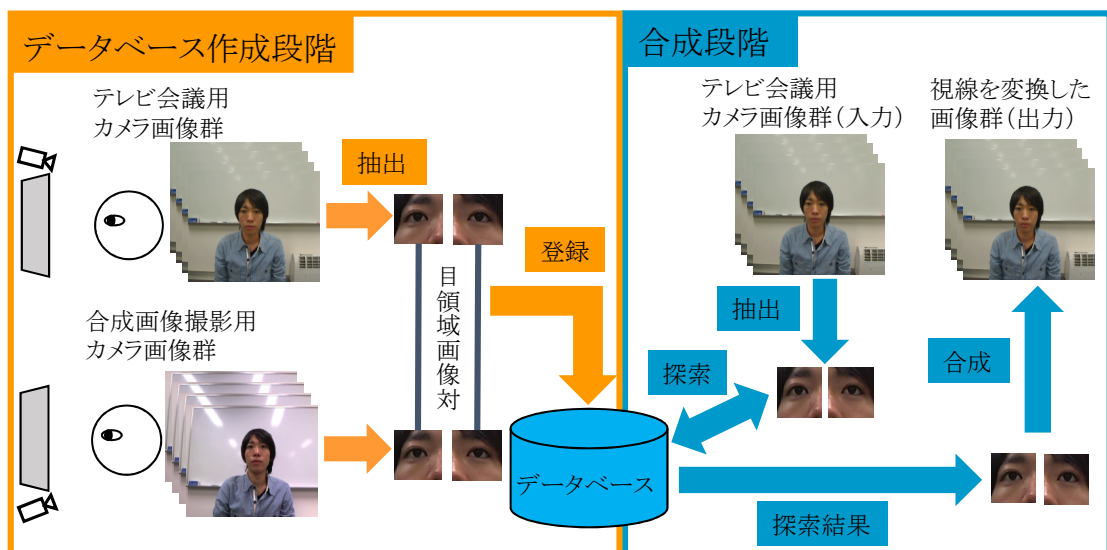 データベース作成段階
テレビ会議用
カメラ画像群
抽出
登録
目領域画像対
合成画像撮影用
カメラ画像群
データベース
合成段階
テレビ会議用
カメラ画像群(入力)
視線を変換した
画像群(出力)
抽出
探索
合成
探索結果